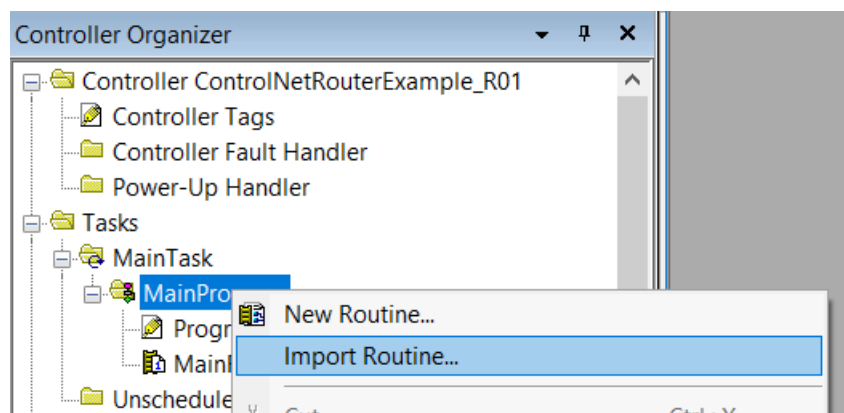 Controller Organizer
Controller ControlNetRouterExample_R01
Controller Tags
Controller Fault Handler
Power-Up Handler
Tasks
MainTask
MainPro
New Routine...
Progr
Import Routine...
Main
Unschedule